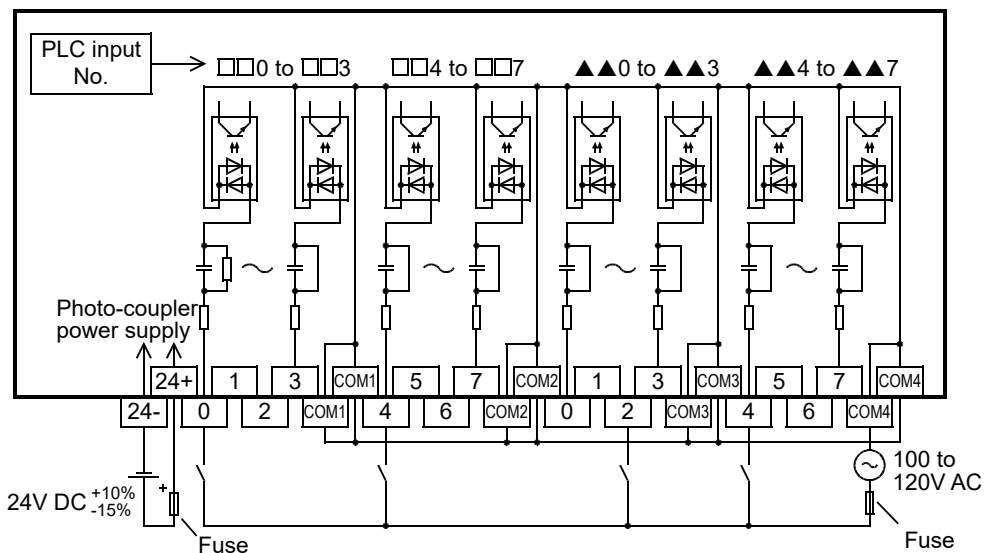 PLC input
No.
□□0 to □□3
□□4 to □□7
▲▲0 to ▲▲3
▲▲4 to ▲▲7
Photo-coupler
power supply
24+
1
3
COM1
5
7
COM2
1
3
COM3
5
7
COM4
24-
0
2
COM1
4
6
COM2
0
2
COM3
4
6
COM4
24V DC +10%
-15%
+
Fuse
100 to
120V AC
Fuse